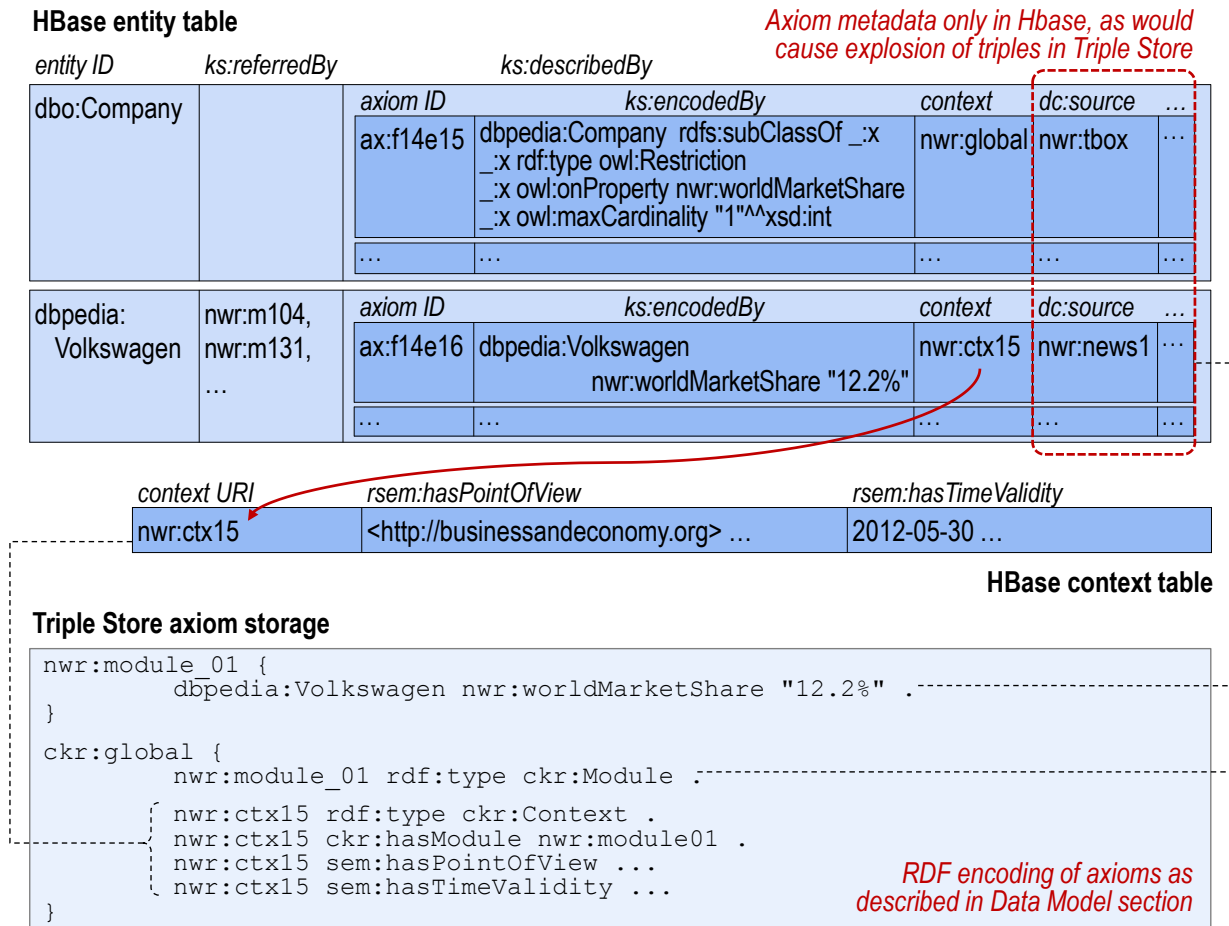 HBase entity table
Axiom metadata only in Hbase, as would
cause explosion of triples in Triple Store
entity ID ks:referredBy ks:describedBy
dbo:Company
axiom ID ks:encodedBy context dc:source …
ax:f14e15 dbpedia:Company rdfs:subClassOf _:x nwr:global nwr:tbox …
_:x rdf:type owl:Restriction
_:x owl:onProperty nwr:worldMarketShare
_:x owl:maxCardinality "1"^^xsd:int
… … … … …
dbpedia:
Volkswagen
nwr:m104,
nwr:m131,
…
axiom ID ks:encodedBy context dc:source …
ax:f14e16 dbpedia:Volkswagen nwr:ctx15 nwr:news1 …
nwr:worldMarketShare "12.2%"
… … … … …
context URI rsem:hasPointOfView rsem:hasTimeValidity
nwr:ctx15 <http://businessandeconomy.org> … 2012-05-30 …
HBase context table
Triple Store axiom storage
nwr:module_01 {
dbpedia:Volkswagen nwr:worldMarketShare "12.2%" .
}
ckr:global {
nwr:module_01 rdf:type ckr:Module .
nwr:ctx15 rdf:type ckr:Context .
nwr:ctx15 ckr:hasModule nwr:module01 .
nwr:ctx15 sem:hasPointOfView ...
nwr:ctx15 sem:hasTimeValidity ...
}
RDF encoding of axioms as
described in Data Model section